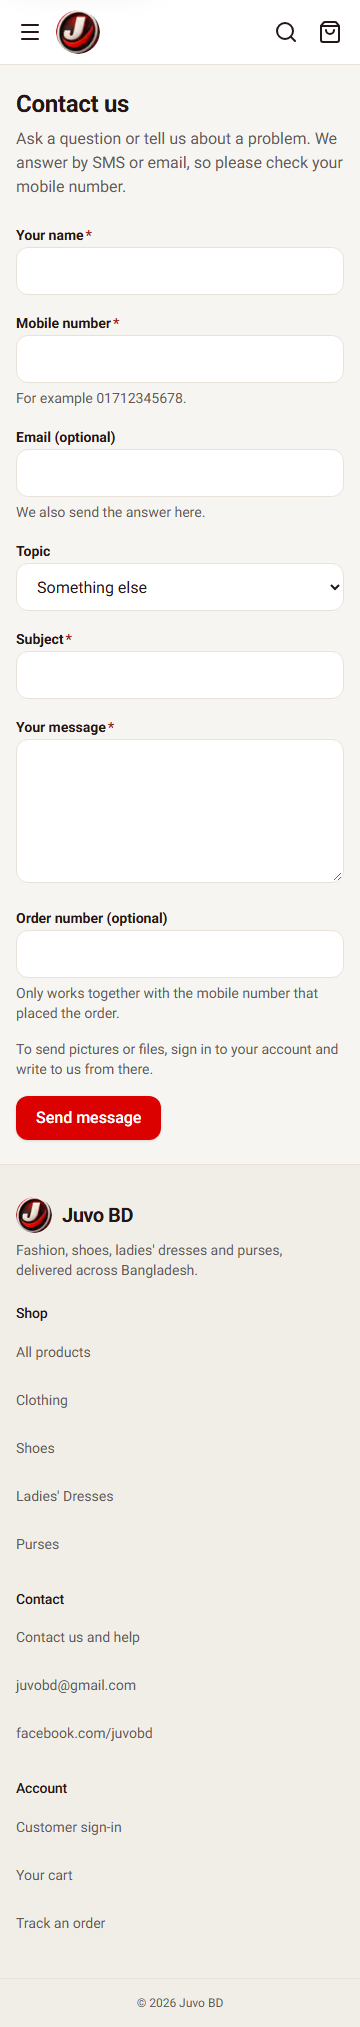 J
Contact us
Ask a question or tell us about a problem. We
answer by SMS or email, so please check your
mobile number.
Your name*
Mobile number*
For example 01712345678.
Email (optional)
We also send the answer here.
Topic
Something else
Subject*
Your message*
Order number (optional)
Only works together with the mobile number that
placed the order.
To send pictures or files, sign in to your account and
write to us from there.
Send message
J Juvo BD
Fashion, shoes, ladies' dresses and purses,
delivered across Bangladesh.
Shop
All products
Clothing
Shoes
Ladies' Dresses
Purses
Contact
Contact us and help
juvobd@gmail.com
facebook.com/juvobd
Account
Customer sign-in
Your cart
Track an order
© 2026 Juvo BD